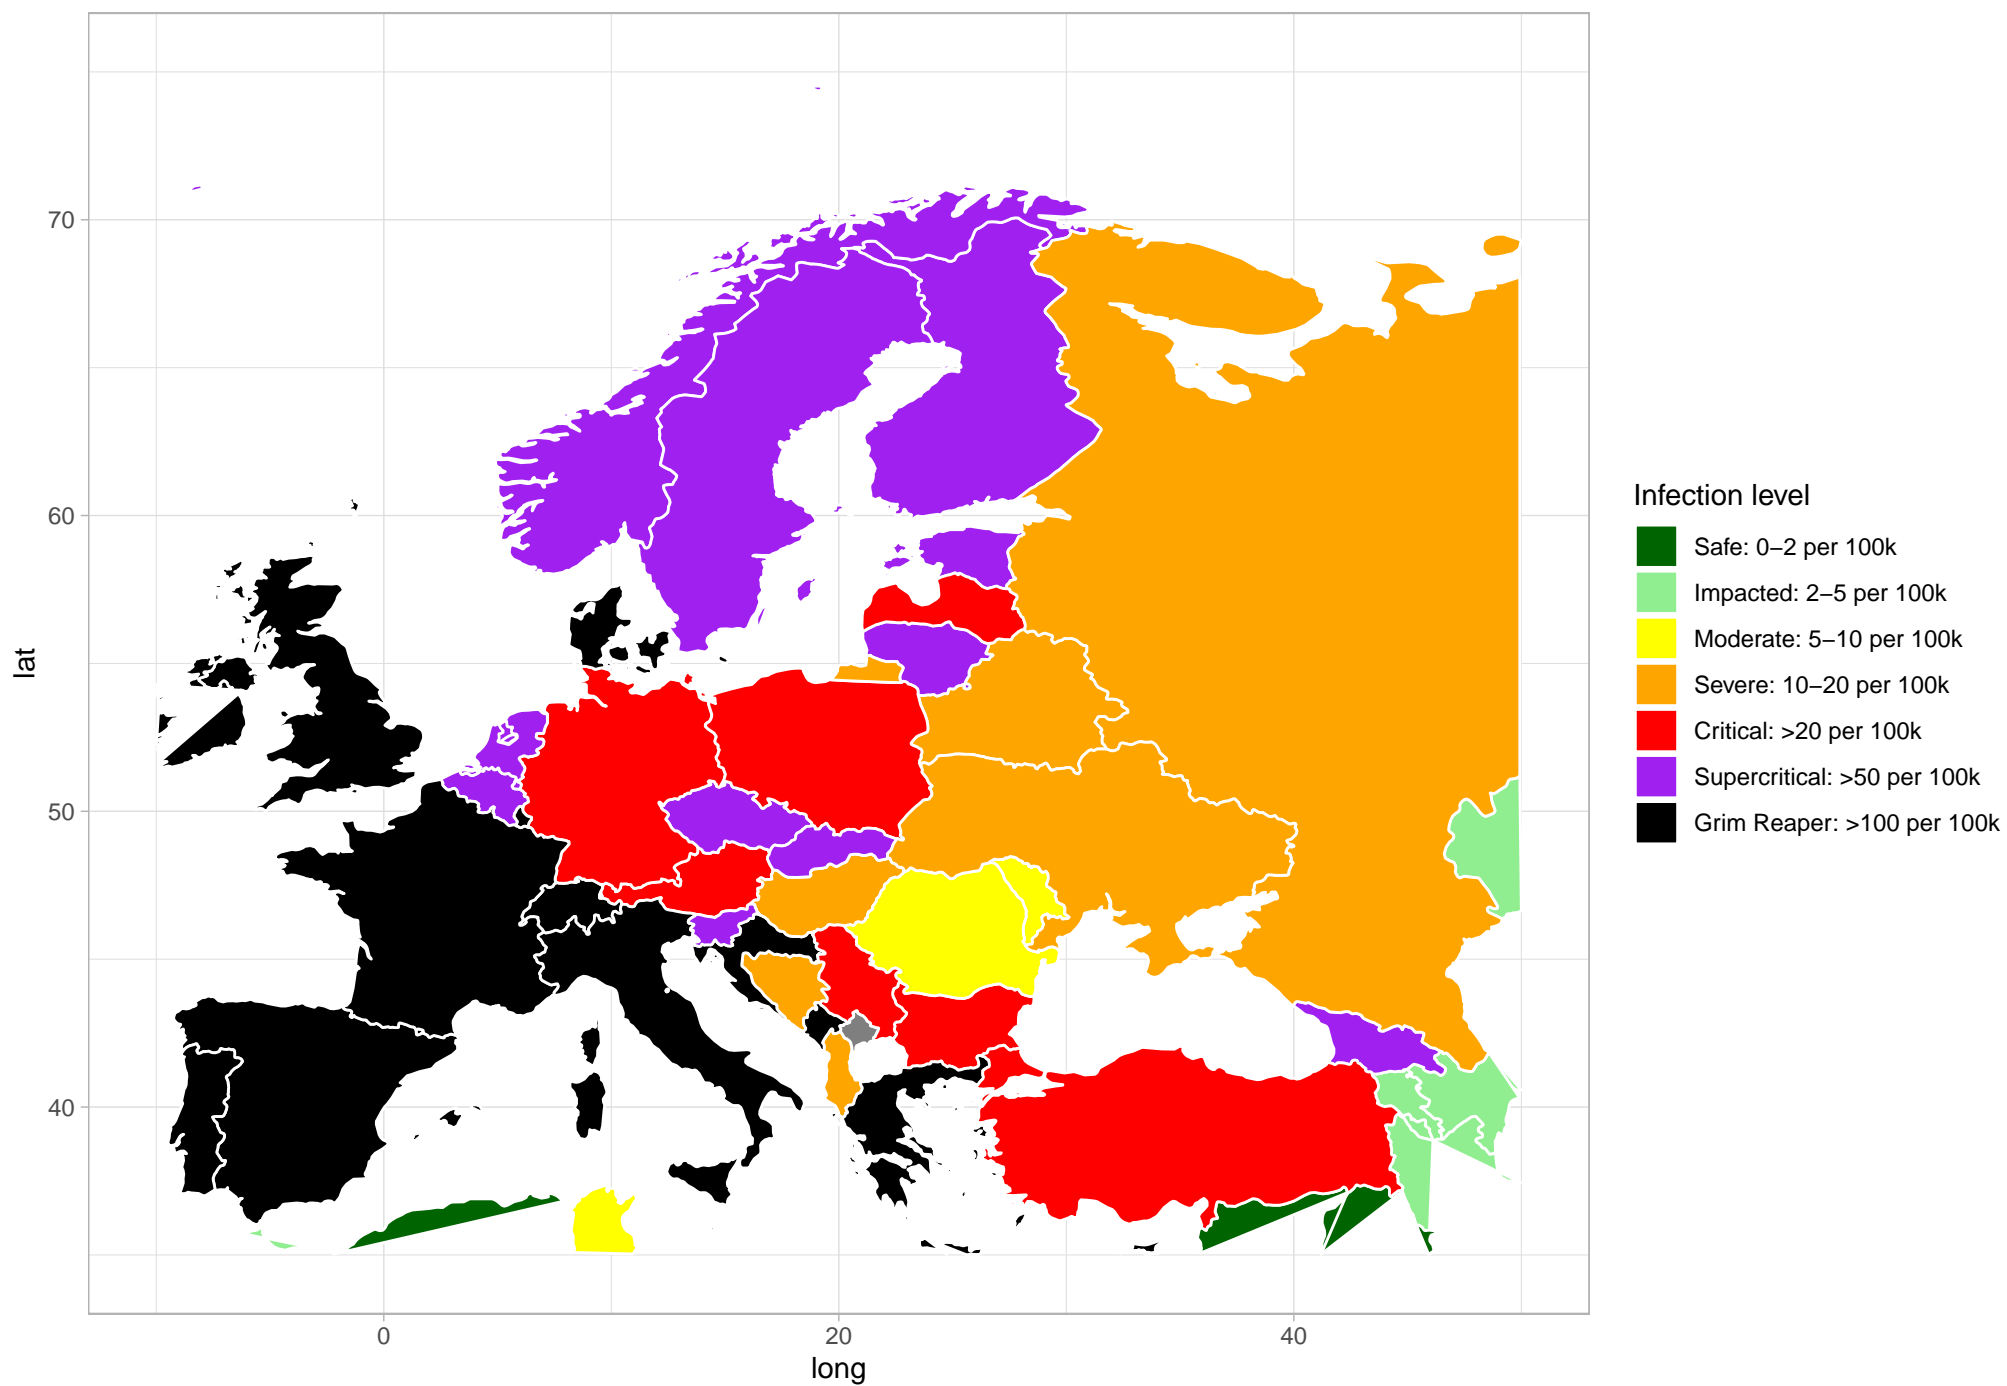 70
60
50
40
lat
0
20
40
long
Infection level
Safe: 0–2 per 100k
Impacted: 2–5 per 100k
Moderate: 5–10 per 100k
Severe: 10–20 per 100k
Critical: >20 per 100k
Supercritical: >50 per 100k
Grim Reaper: >100 per 100k